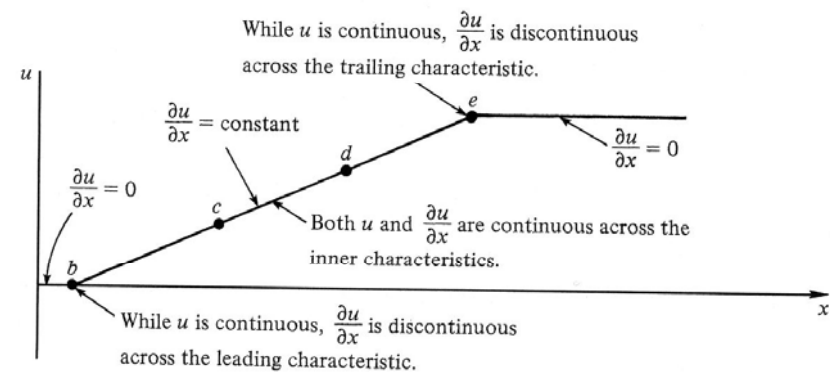 While u is continuous, ∂u/∂x is discontinuous
across the trailing characteristic.
u
e
∂u/∂x = constant
∂u/∂x = 0
d
∂u/∂x = 0
c
Both u and ∂u/∂x are continuous across the
inner characteristics.
b
x
While u is continuous, ∂u/∂x is discontinuous
across the leading characteristic.